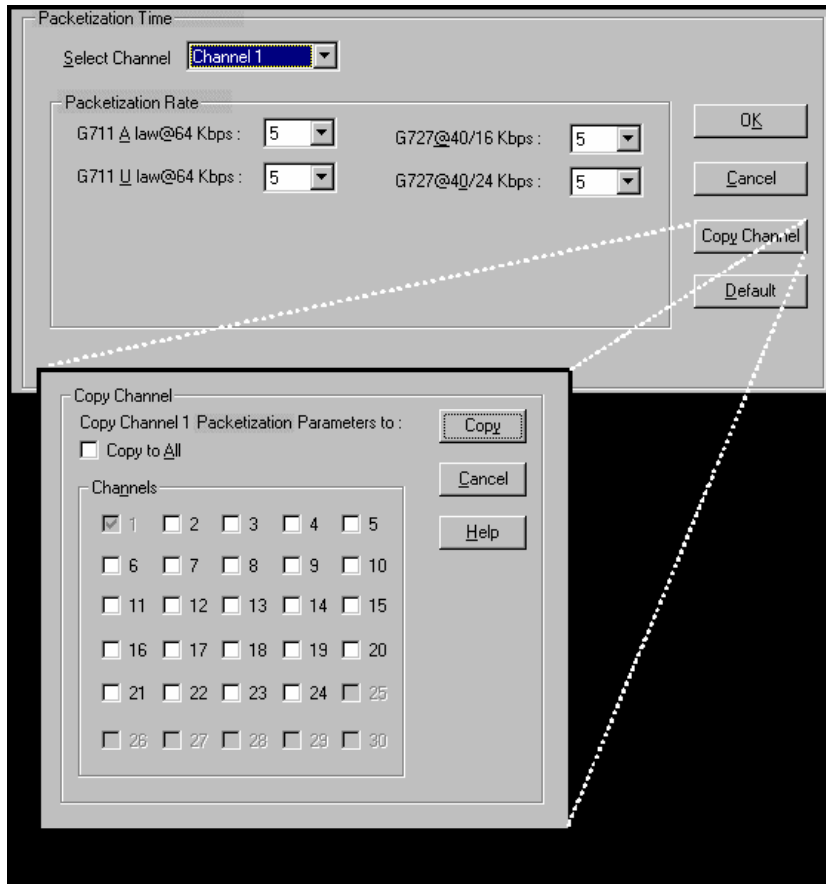 Packetization Time
Select Channel Channel 1
Packetization Rate
G711 A law@64 Kbps : 5
G727@40/16 Kbps : 5
G711 U law@64 Kbps : 5
G727@40/24 Kbps : 5
OK
Cancel
Copy Channel
Default
Copy Channel
Copy Channel 1 Packetization Parameters to :
Copy to All
Channels
1 2 3 4 5
6 7 8 9 10
11 12 13 14 15
16 17 18 19 20
21 22 23 24 25
26 27 28 29 30
Copy
Cancel
Help